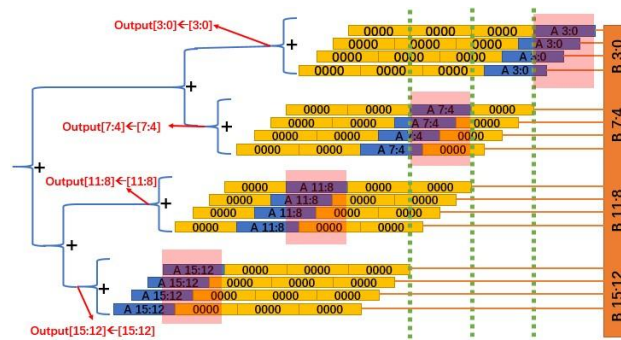 Output[3:0]←[3:0]
0000 0000 0000 A 3:0
0000 0000 0000 A 3:0
0000 0000 0000 A 3:0
0000 0000 0000 A 3:0
B 3:0
+
+
Output[7:4]←[7:4]
0000 0000 A 7:4 0000
0000 0000 A 7:4 0000
0000 0000 A 7:4 0000
0000 0000 A 7:4 0000
B 7:4
+
+
Output[11:8]←[11:8]
0000 A 11:8 0000 0000
0000 A 11:8 0000 0000
0000 A 11:8 0000 0000
0000 A 11:8 0000 0000
B 11:8
+
+
A 15:12 0000 0000 0000
A 15:12 0000 0000 0000
A 15:12 0000 0000 0000
A 15:12 0000 0000 0000
B 15:12
+
Output[15:12]←[15:12]